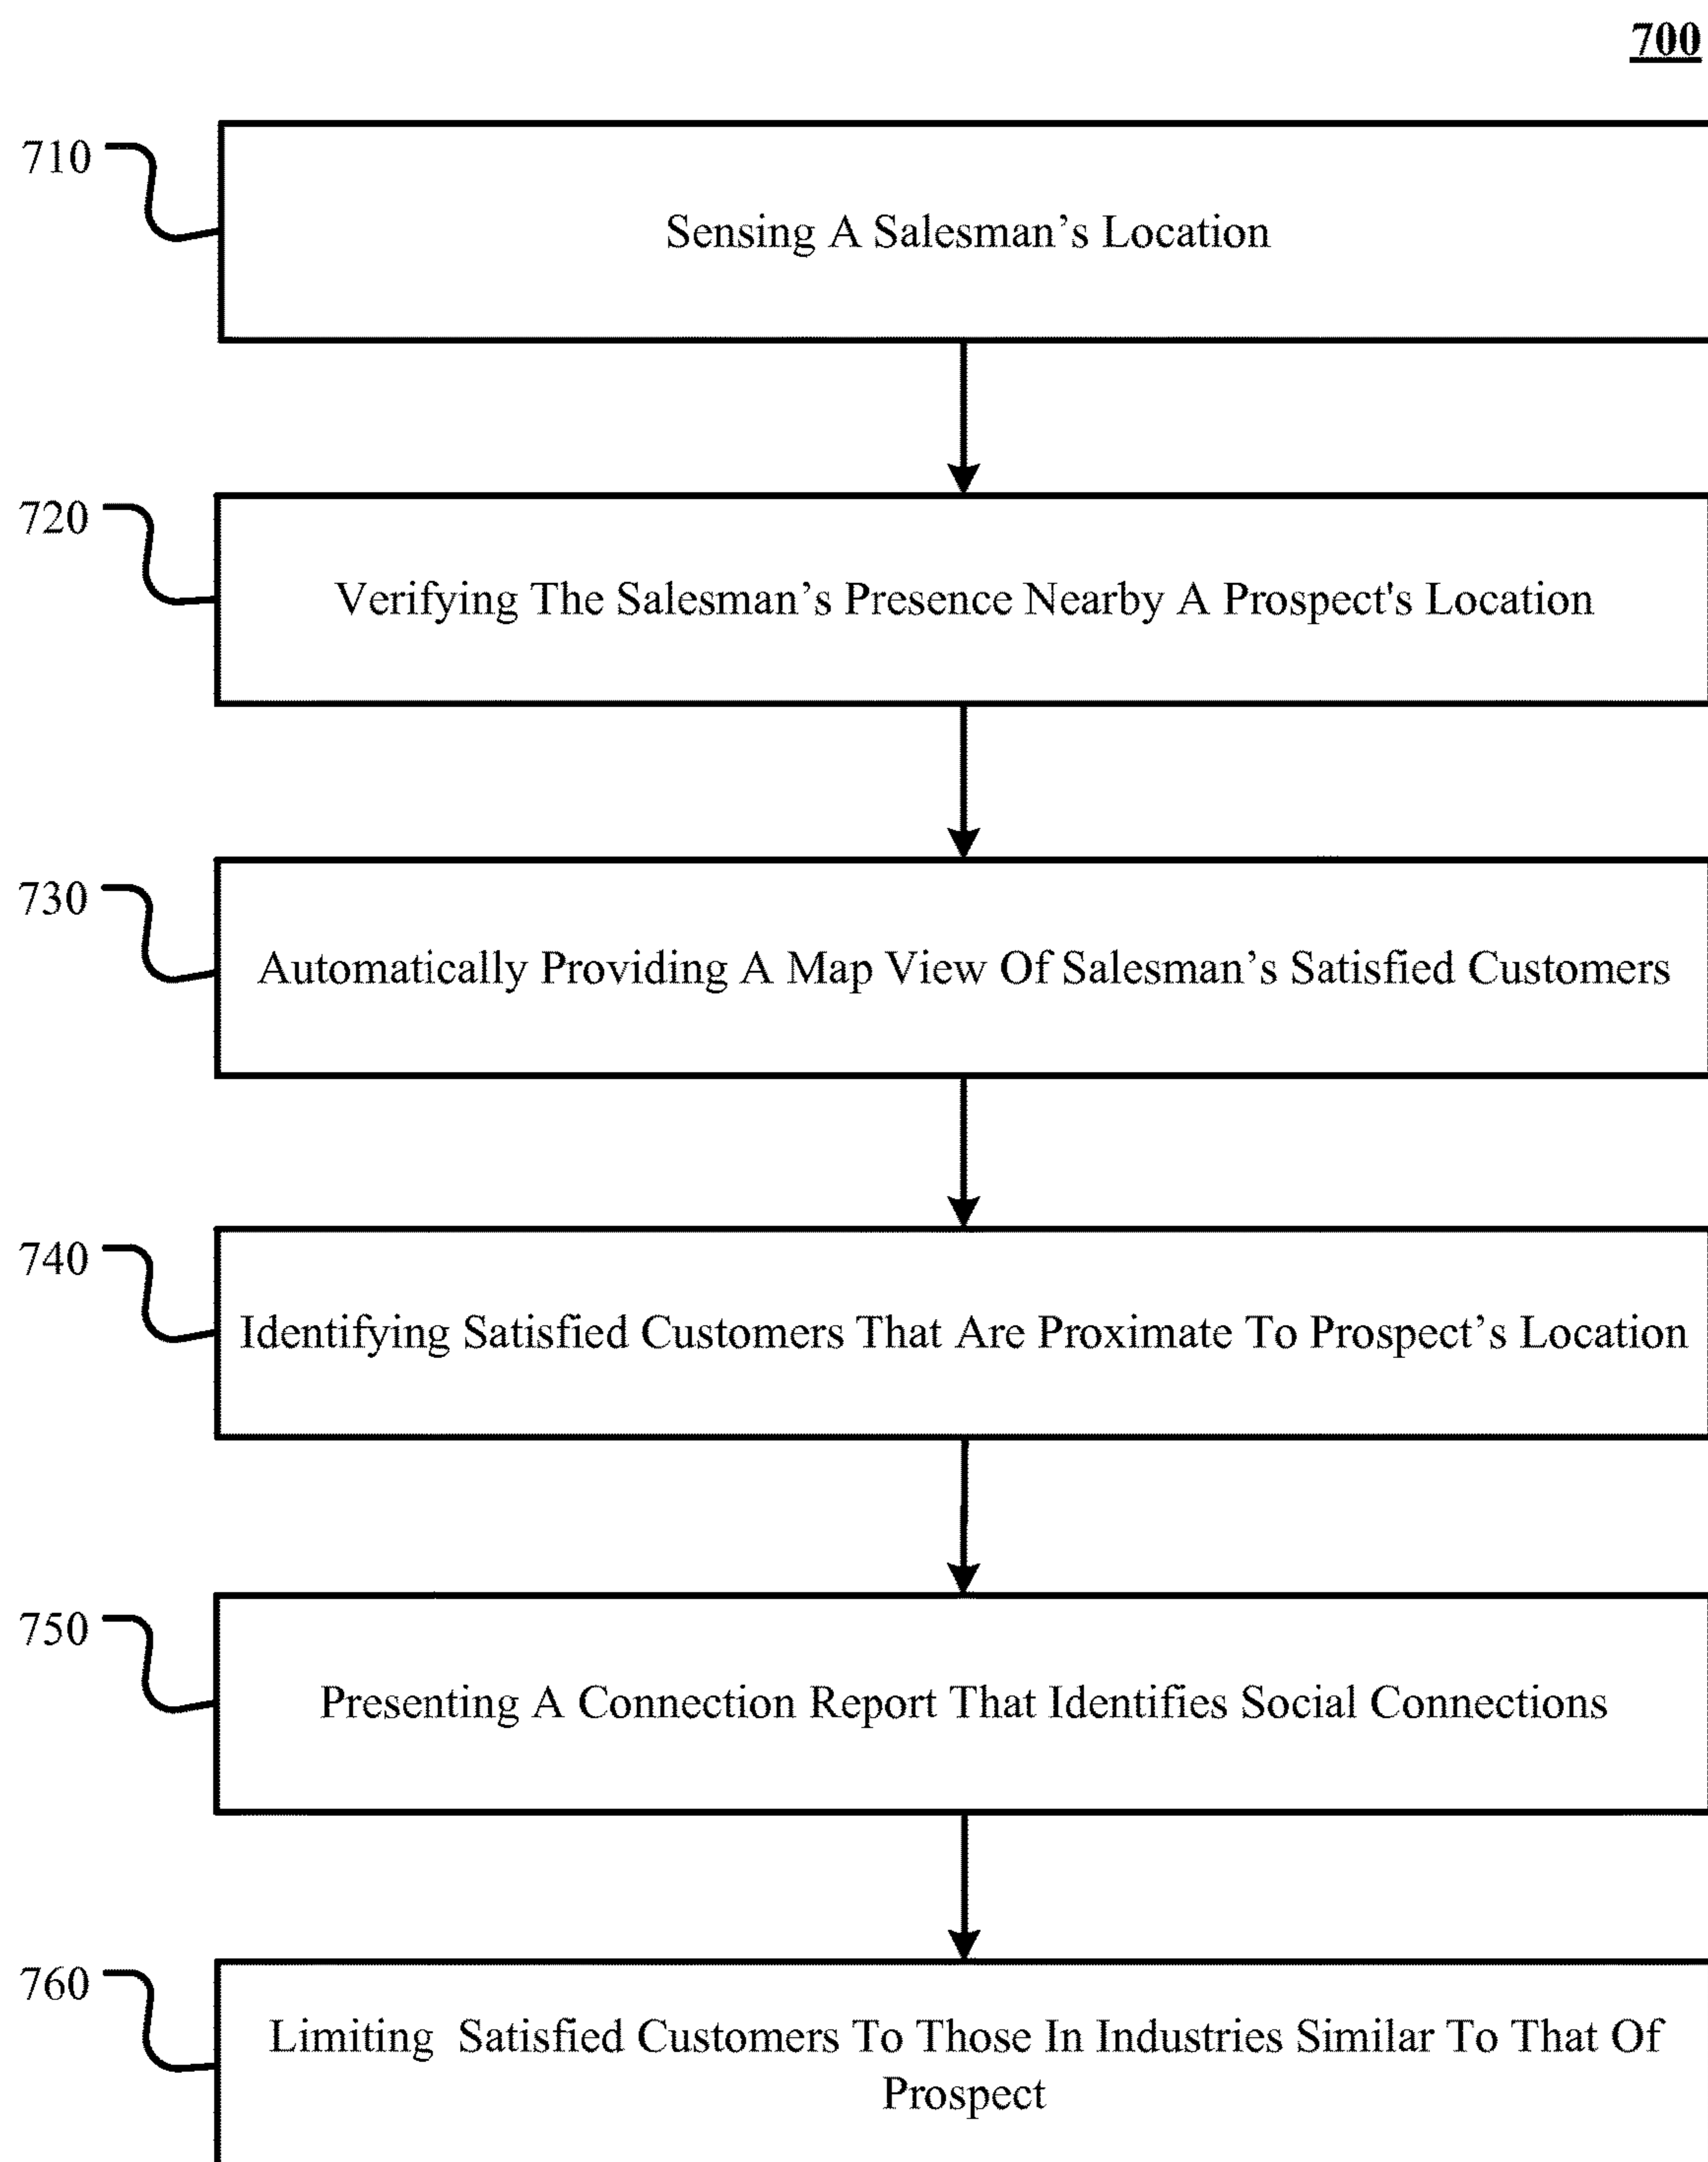 700
710
Sensing A Salesman’s Location
720
Verifying The Salesman’s Presence Nearby A Prospect's Location
730
Automatically Providing A Map View Of Salesman’s Satisfied Customers
740
Identifying Satisfied Customers That Are Proximate To Prospect’s Location
750
Presenting A Connection Report That Identifies Social Connections
760
Limiting  Satisfied Customers To Those In Industries Similar To That Of
Prospect